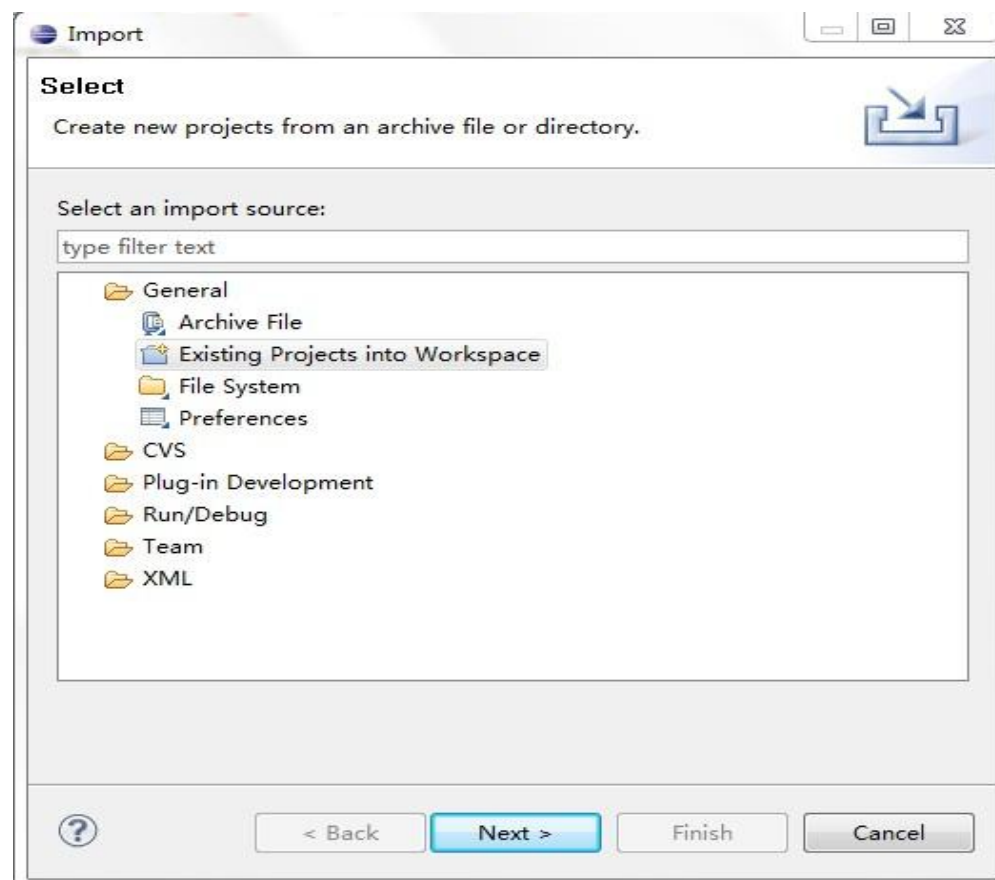 Import
Select
Create new projects from an archive file or directory.
Select an import source:
type filter text
General
Archive File
Existing Projects into Workspace
File System
Preferences
CVS
Plug-in Development
Run/Debug
Team
XML
? < Back Next > Finish Cancel